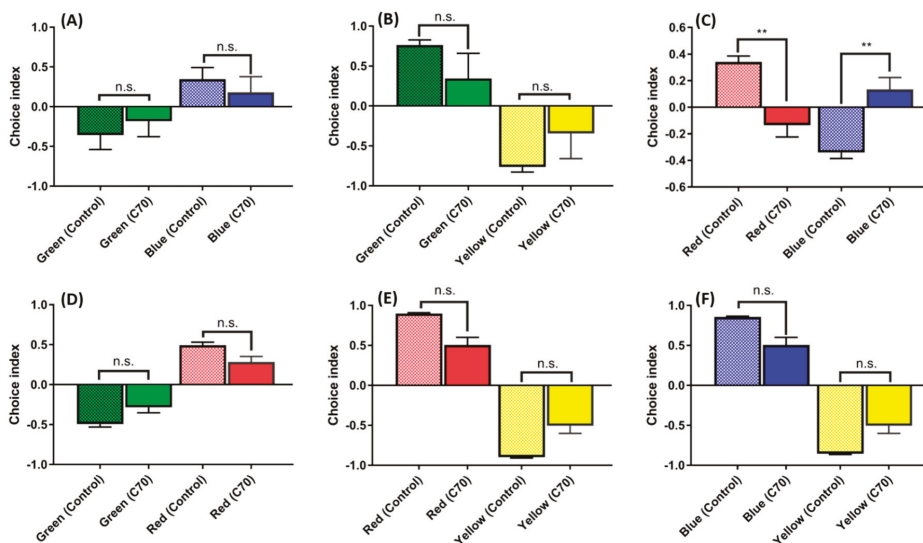 (A)
n.s.
n.s.
Choice index
1.0
0.5
0.0
-0.5
-1.0
Green (Control)
Green (C70)
Blue (Control)
Blue (C70)
(B)
n.s.
n.s.
Choice index
1.0
0.5
0.0
-0.5
-1.0
Green (Control)
Green (C70)
Yellow (Control)
Yellow (C70)
(C)
**
**
Choice index
0.6
0.4
0.2
0.0
-0.2
-0.4
-0.6
Red (Control)
Red (C70)
Blue (Control)
Blue (C70)
(D)
n.s.
n.s.
Choice index
1.0
0.5
0.0
-0.5
-1.0
Green (Control)
Green (C70)
Red (Control)
Red (C70)
(E)
n.s.
n.s.
Choice index
1.0
0.5
0.0
-0.5
-1.0
Red (Control)
Red (C70)
Yellow (Control)
Yellow (C70)
(F)
n.s.
n.s.
Choice index
1.0
0.5
0.0
-0.5
-1.0
Blue (Control)
Blue (C70)
Yellow (Control)
Yellow (C70)